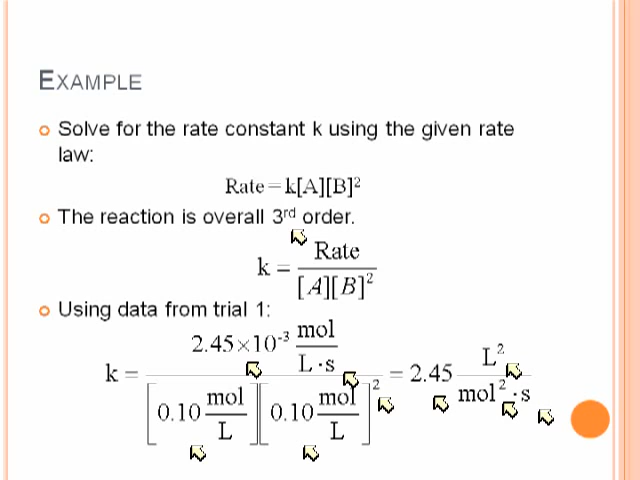 EXAMPLE
Solve for the rate constant k using the given rate
law:
Rate = k[A][B]²
The reaction is overall 3rd order.
k = Rate / [A][B]²
Using data from trial 1:
k = 2.45×10⁻³ mol / L·s / [0.10 mol / L][0.10 mol / L]² = 2.45 L² / mol²·s